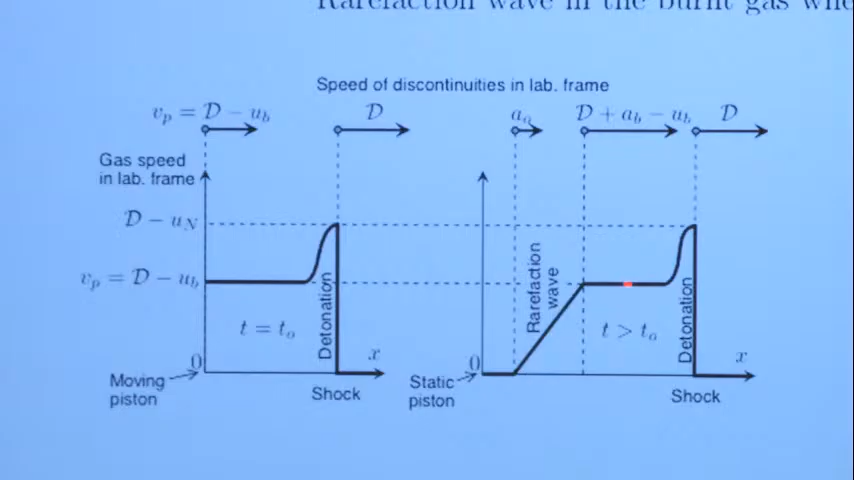 Rarefaction wave in the burnt gas whe
Speed of discontinuities in lab. frame
v_p = D − u_b
D
a_o
D + a_b − u_b
D
Gas speed
in lab. frame
D − u_N
v_p = D − u_b
t = t_o
Detonation
x
0
Moving
piston
Shock
Rarefaction
wave
t > t_o
Detonation
x
0
Static
piston
Shock